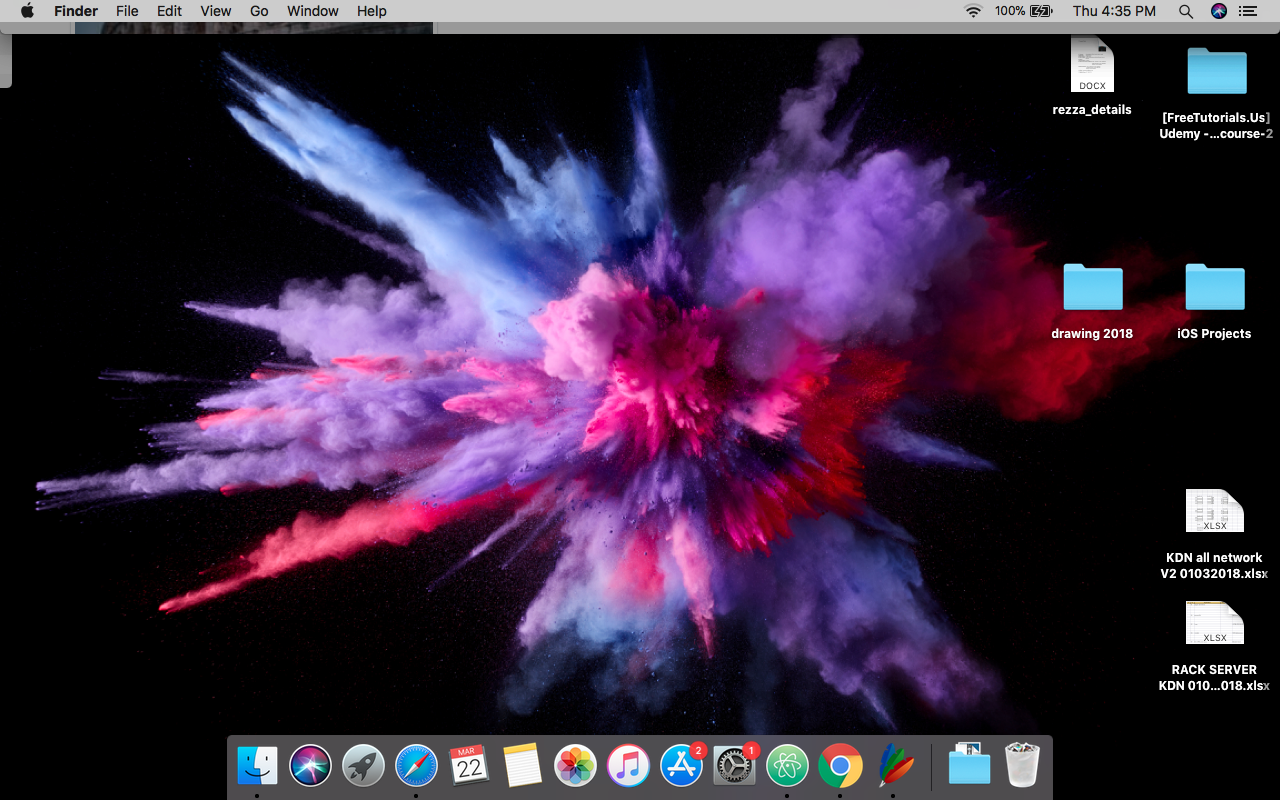 Finder File Edit View Go Window Help 100% Thu 4:35 PM
DOCX
rezza_details
[FreeTutorials.Us]
Udemy -...course-2
drawing 2018
iOS Projects
XLSX
KDN all network
V2 01032018.xlsx
XLSX
RACK SERVER
KDN 010...018.xlsx
MAR
22
2
1